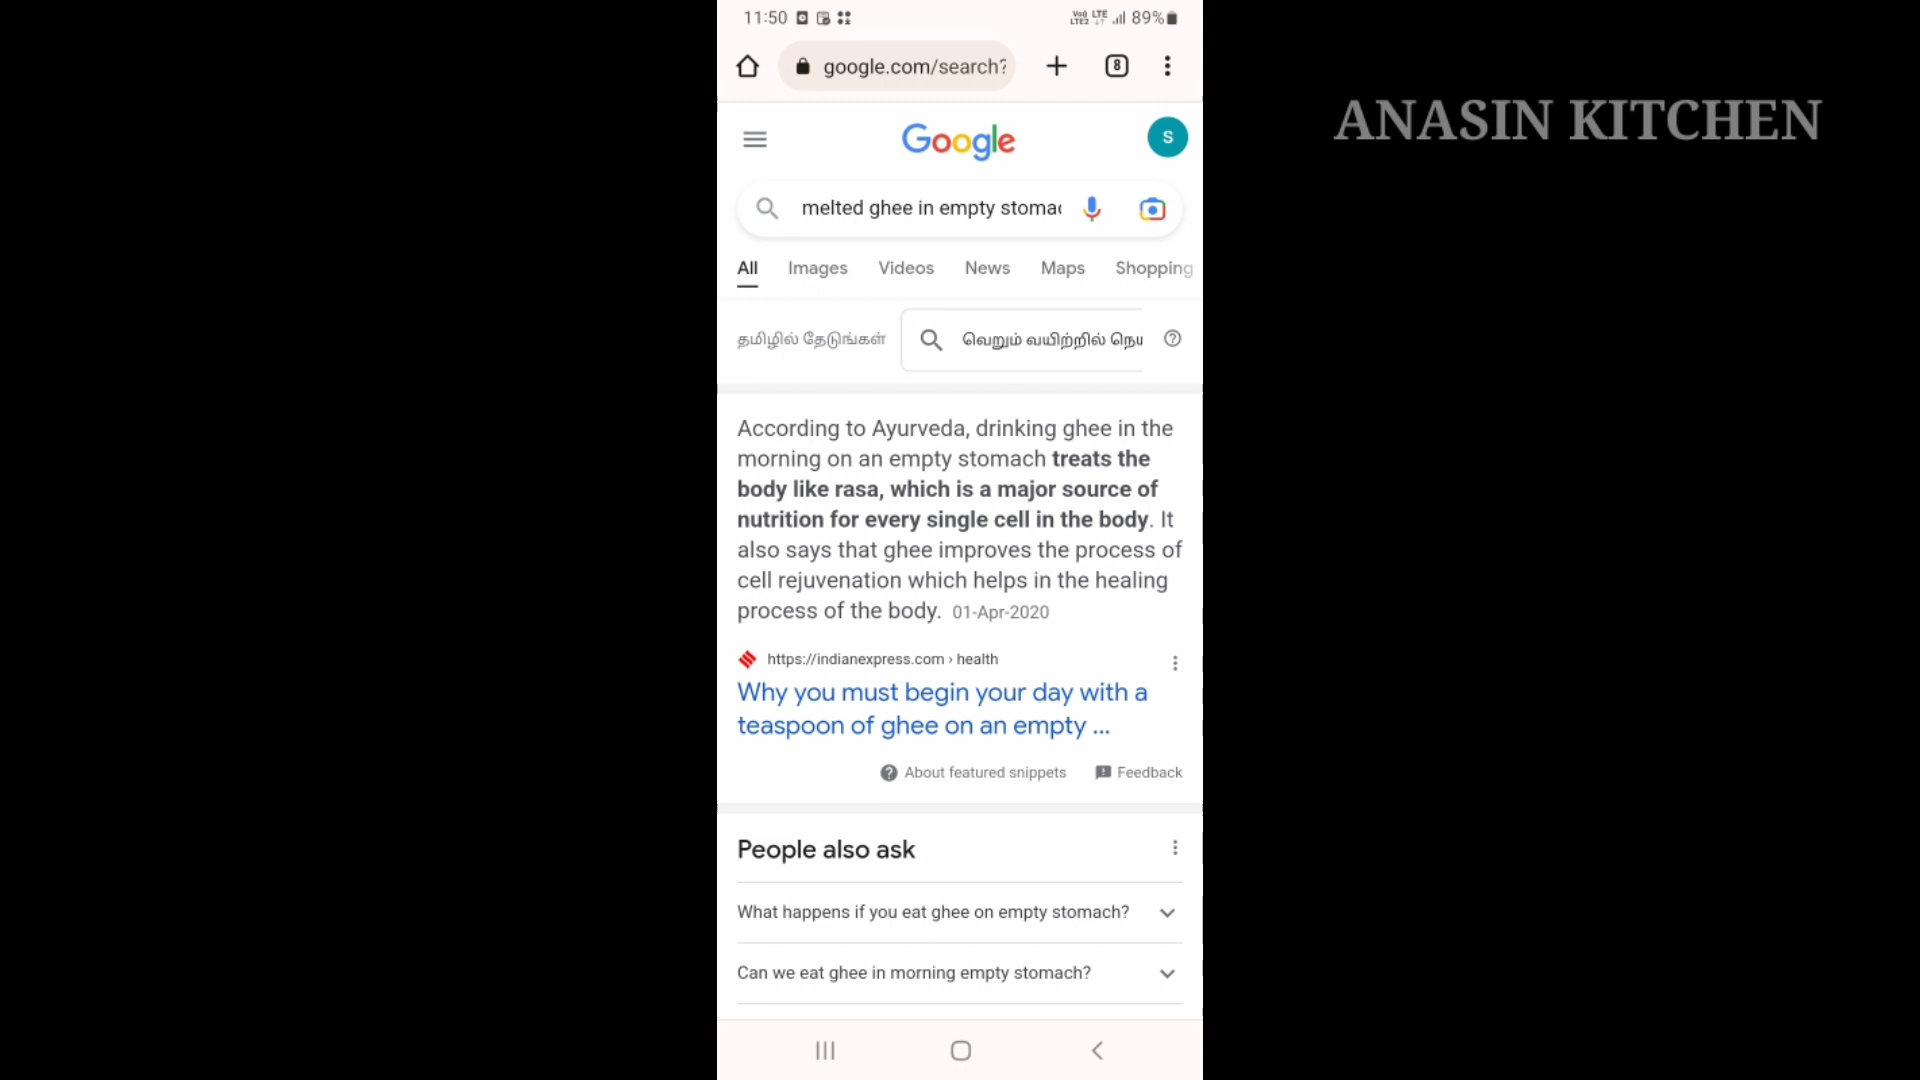 11:50 Vo) LTE LTE2 89%
ANASIN KITCHEN
google.com/search? 8
Google S
melted ghee in empty stomac
All Images Videos News Maps Shopping
தமிழில் தேடுங்கள் வெறும் வயிற்றில் நெய
According to Ayurveda, drinking ghee in the
morning on an empty stomach treats the
body like rasa, which is a major source of
nutrition for every single cell in the body. It
also says that ghee improves the process of
cell rejuvenation which helps in the healing
process of the body. 01-Apr-2020
https://indianexpress.com › health
Why you must begin your day with a
teaspoon of ghee on an empty ...
About featured snippets Feedback
People also ask
What happens if you eat ghee on empty stomach?
Can we eat ghee in morning empty stomach?